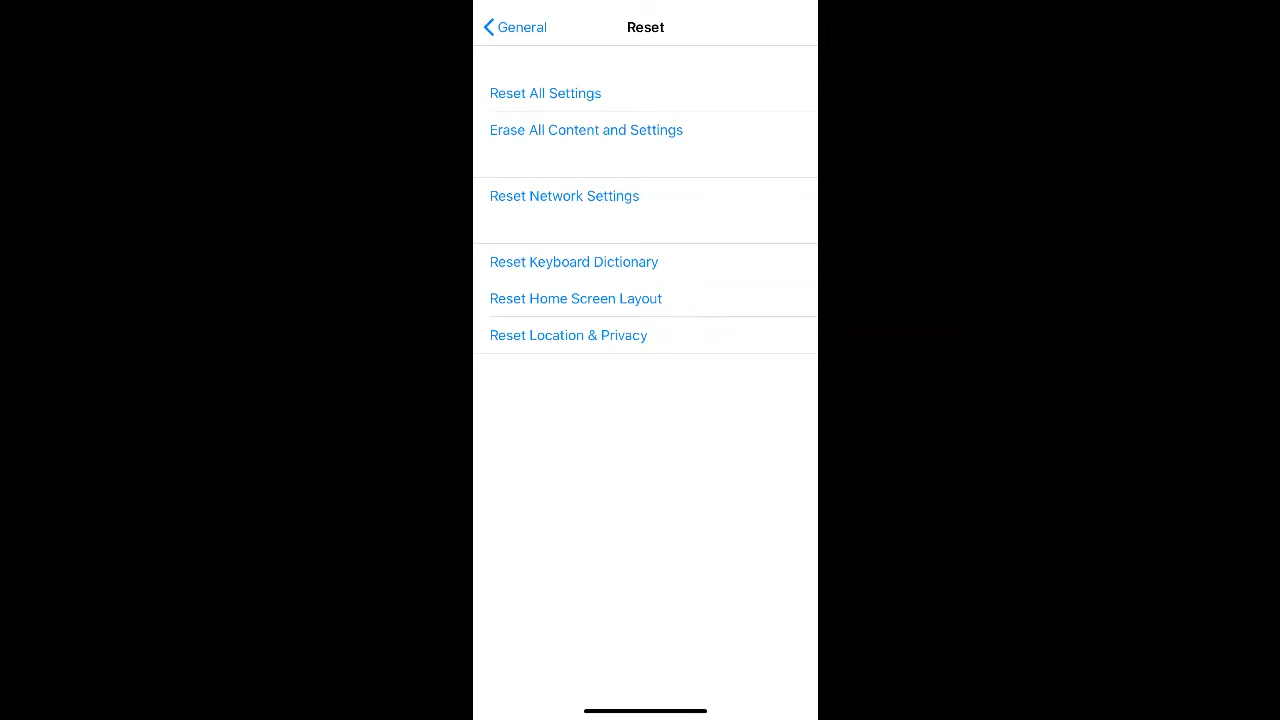 General
Reset
Reset All Settings
Erase All Content and Settings
Reset Network Settings
Reset Keyboard Dictionary
Reset Home Screen Layout
Reset Location & Privacy